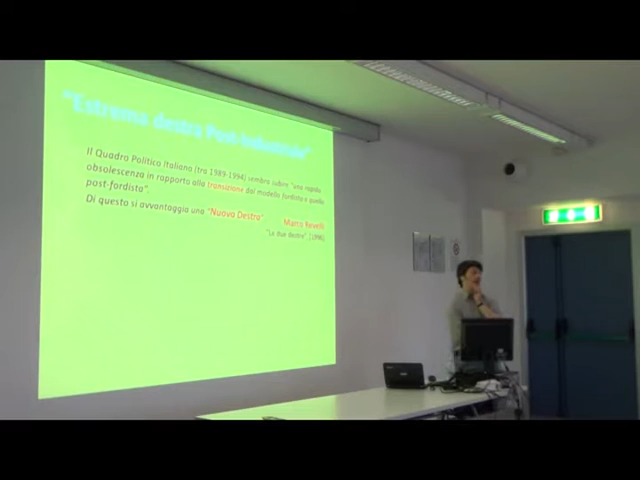 "Estrema destra Post-Industriale"
Il Quadro Politico Italiano (tra 1989-1994) sembra subire "una rapida
obsolescenza in rapporto alla transizione dal modello fordista a quello
post-fordista".
Di questo si avvantaggia una "Nuova Destra".
Marco Revelli
"Le due destre" (1996)